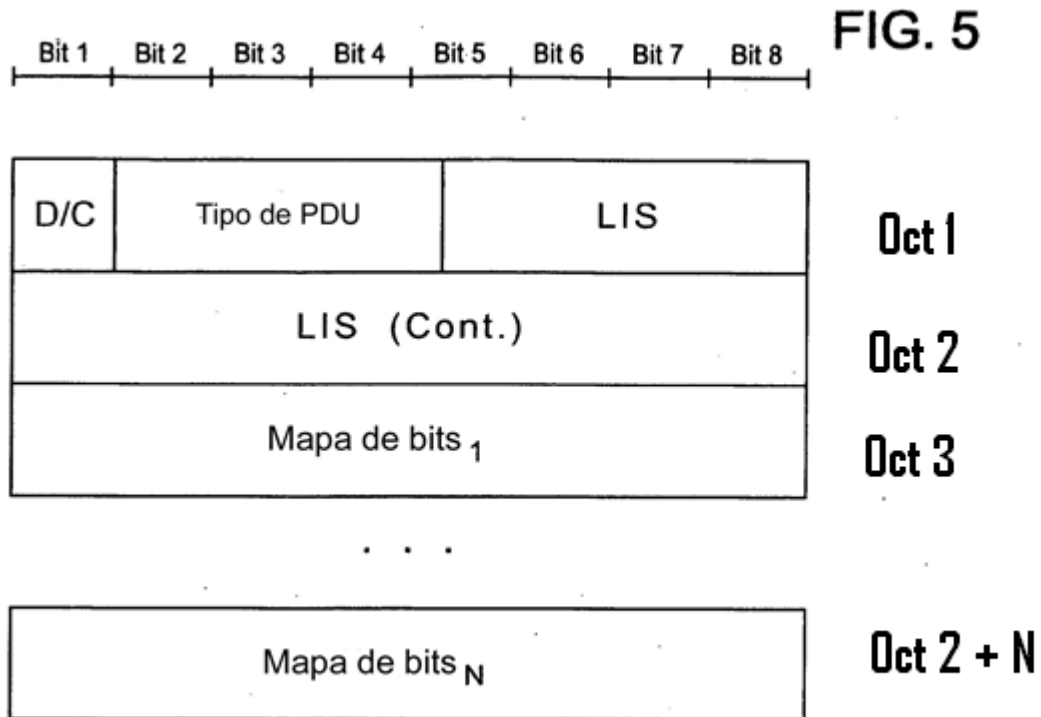 FIG. 5
Bit 1 Bit 2 Bit 3 Bit 4 Bit 5 Bit 6 Bit 7 Bit 8
D/C Tipo de PDU LIS Oct 1
LIS (Cont.) Oct 2
Mapa de bits 1 Oct 3
. . .
Mapa de bits N Oct 2 + N